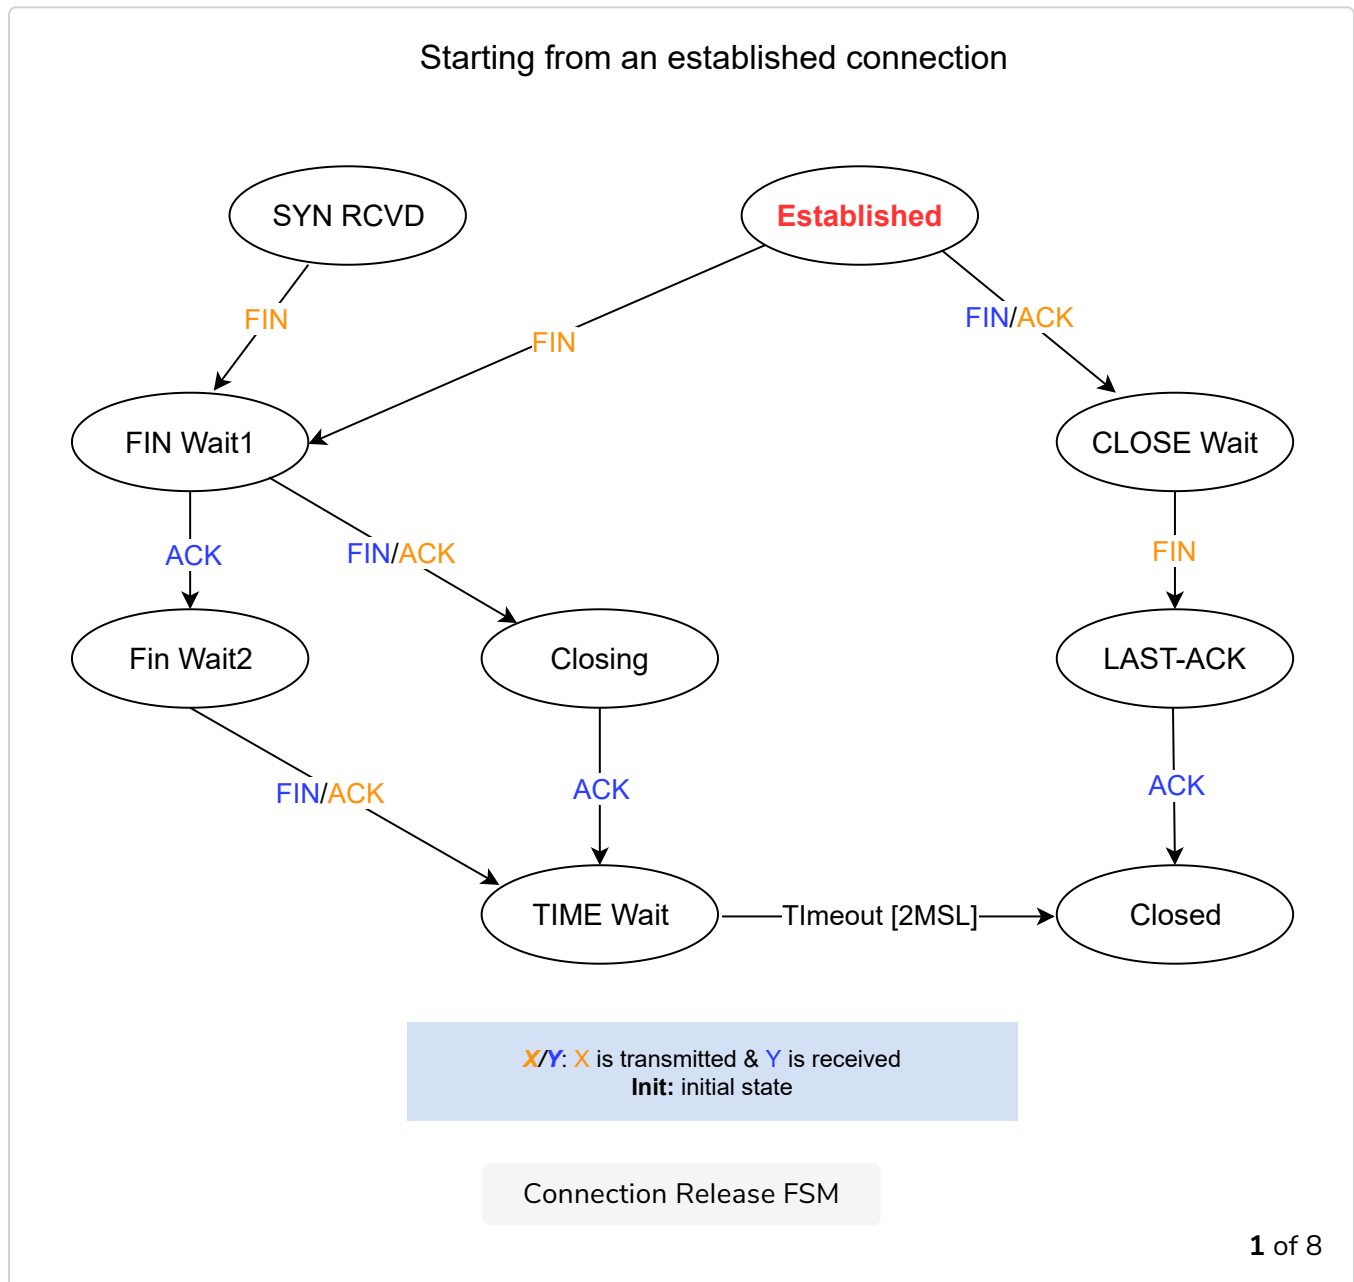 Starting from an established connection
SYN RCVD
Established
FIN
FIN
FIN/ACK
FIN Wait1
CLOSE Wait
ACK
FIN/ACK
FIN
Fin Wait2
Closing
LAST-ACK
FIN/ACK
ACK
ACK
TIME Wait
TImeout [2MSL]
Closed
X/Y: X is transmitted & Y is received
Init: initial state
Connection Release FSM
1 of 8